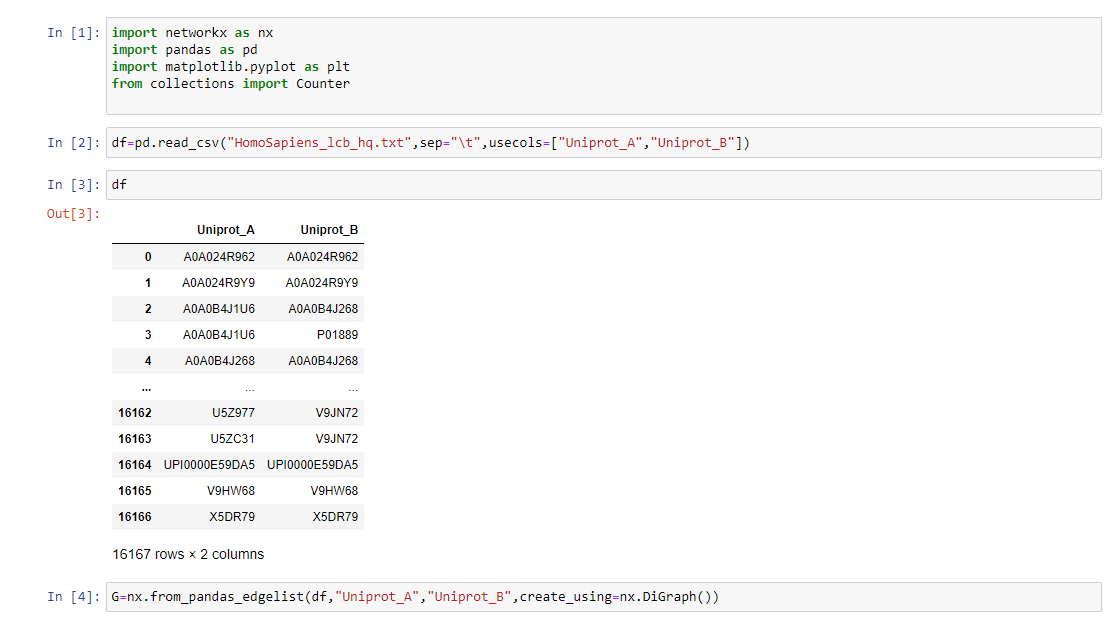 In [1]: import networkx as nx
import pandas as pd
import matplotlib.pyplot as plt
from collections import Counter
In [2]: df=pd.read_csv("HomoSapiens_lcb_hq.txt",sep="\t",usecols=["Uniprot_A","Uniprot_B"])
In [3]: df
Out[3]:
Uniprot_A Uniprot_B
0 A0A024R962 A0A024R962
1 A0A024R9Y9 A0A024R9Y9
2 A0A0B4J1U6 A0A0B4J268
3 A0A0B4J1U6 P01889
4 A0A0B4J268 A0A0B4J268
... ... ...
16162 U5Z977 V9JN72
16163 U5ZC31 V9JN72
16164 UPI0000E59DA5 UPI0000E59DA5
16165 V9HW68 V9HW68
16166 X5DR79 X5DR79
16167 rows × 2 columns
In [4]: G=nx.from_pandas_edgelist(df,"Uniprot_A","Uniprot_B",create_using=nx.DiGraph())